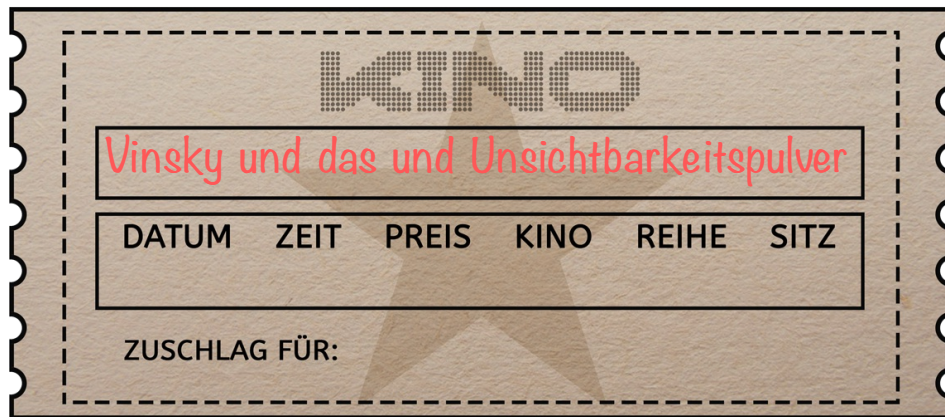 KINO
Vinsky und das und Unsichtbarkeitspulver
DATUM ZEIT PREIS KINO REIHE SITZ
ZUSCHLAG FÜR: